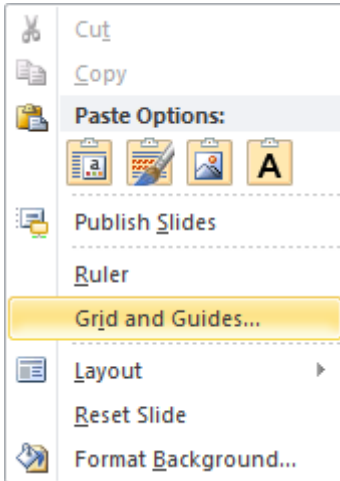 Cut
Copy
Paste Options:
a A
Publish Slides
Ruler
Grid and Guides...
Layout
Reset Slide
Format Background...